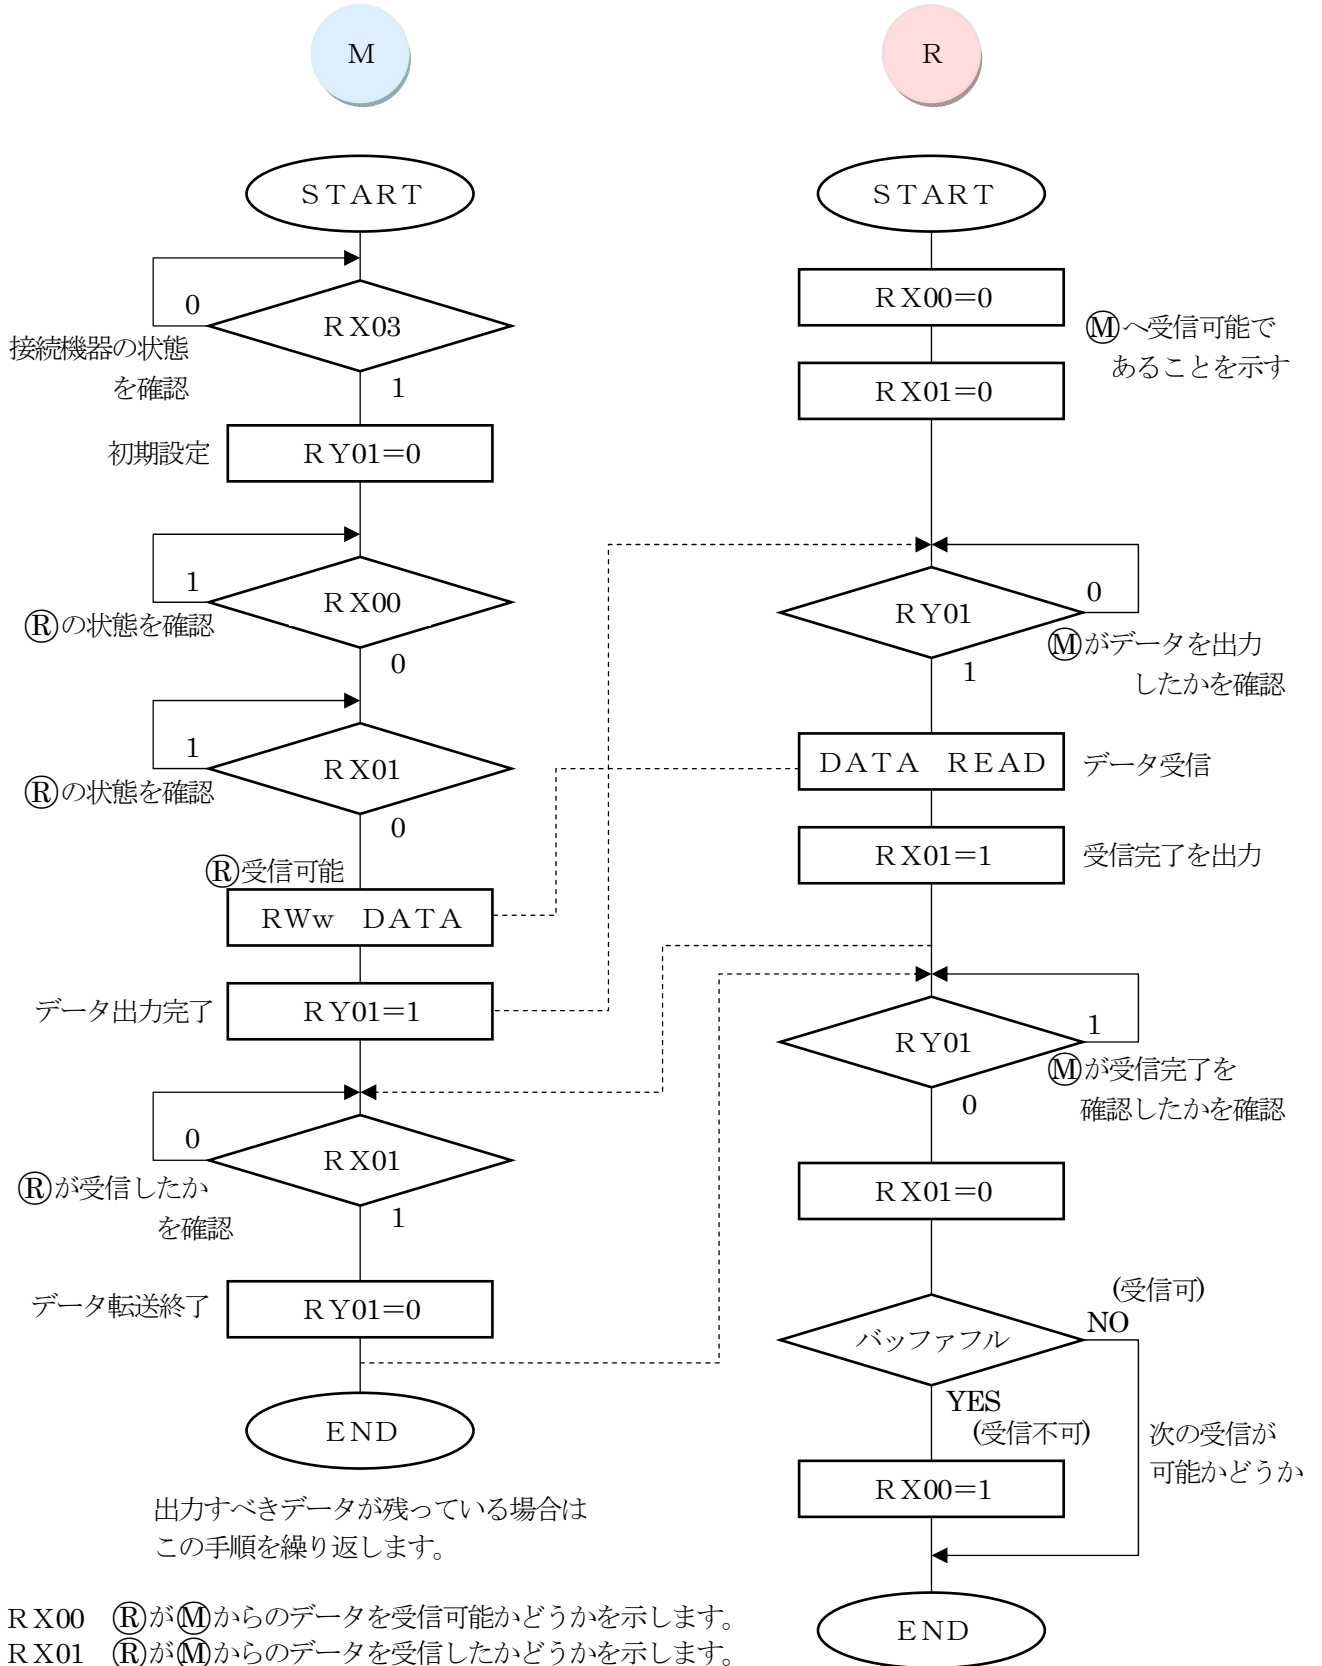 M
START
0
RX03
接続機器の状態
を確認
1
初期設定
RY01=0
1
RX00
Ⓡの状態を確認
0
1
RX01
Ⓡの状態を確認
0
Ⓡ受信可能
RWw DATA
データ出力完了
RY01=1
0
RX01
Ⓡが受信したか
を確認
1
データ転送終了
RY01=0
END
出力すべきデータが残っている場合は
この手順を繰り返します。
R
START
RX00=0
Ⓜへ受信可能で
あることを示す
RX01=0
RY01
0
Ⓜがデータを出力
したかを確認
1
DATA READ
データ受信
RX01=1
受信完了を出力
RY01
1
Ⓜが受信完了を
確認したかを確認
0
RX01=0
(受信可)
NO
バッファフル
YES
(受信不可)
次の受信が
可能かどうか
RX00=1
END
RX00 ⓇがⓂからのデータを受信可能かどうかを示します。
RX01 ⓇがⓂからのデータを受信したかどうかを示します。